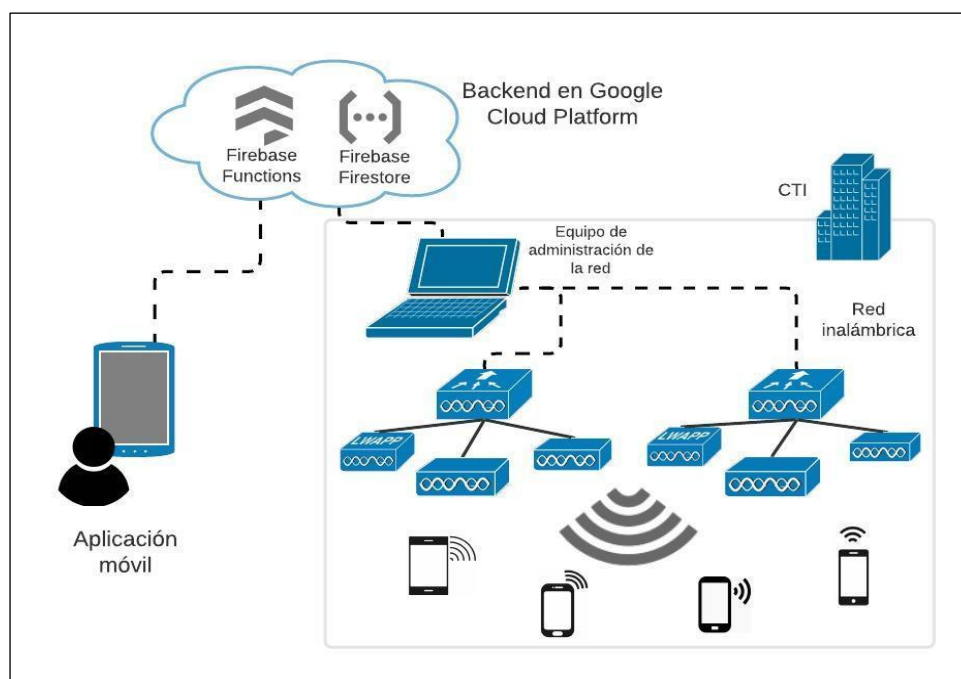 Backend en Google
Cloud Platform
Firebase
Functions
Firebase
Firestore
CTI
Equipo de
administración de
la red
Red
inalámbrica
LWAPP
LWAPP
Aplicación
móvil